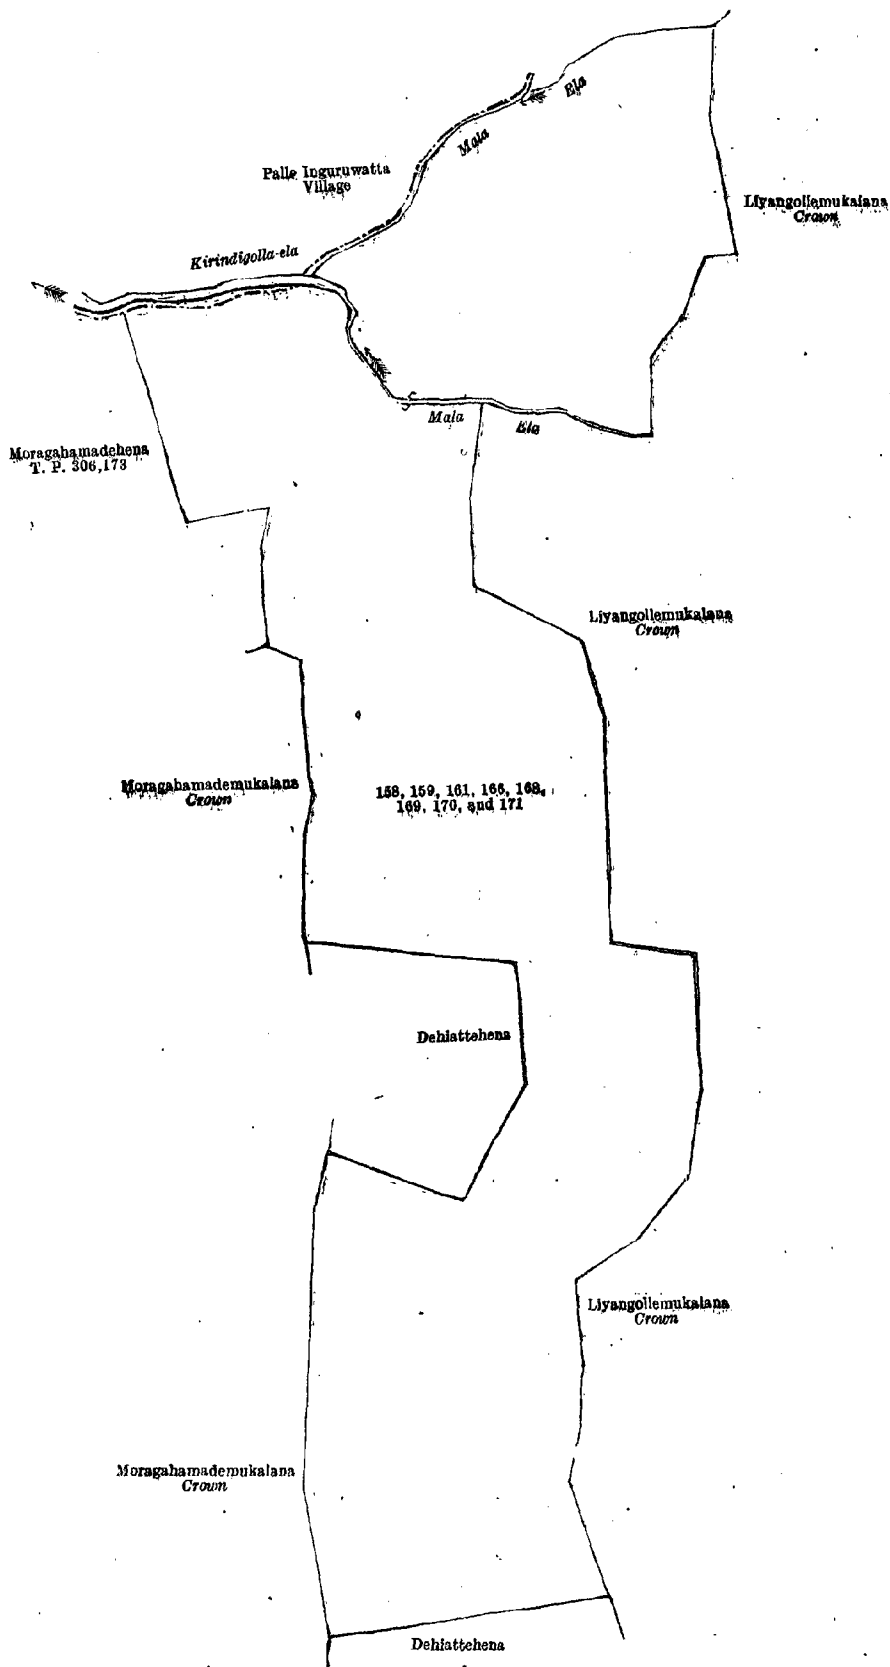 Ela
Mala
Palle Inguruwatta
Village
Liyangollemukalana
Crown
Kirindigolla-ela
Mala
Ela
Moragahamadehena
T. P. 306,173
Liyangollemukalana
Crown
Moragahamademukalana
Crown
158, 159, 161, 166, 168,
169, 170, and 171
Dehiattehena
Liyangollemukalana
Crown
Moragahamademukalana
Crown
Dehiattehena